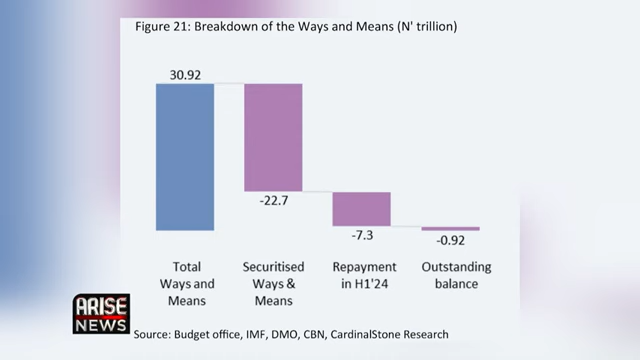 Figure 21: Breakdown of the Ways and Means (N' trillion)
30.92
-22.7
-7.3
-0.92
Total
Ways and
Means
Securitised
Ways &
Means
Repayment
in H1'24
Outstanding
balance
ARISE
NEWS
Source: Budget office, IMF, DMO, CBN, CardinalStone Research